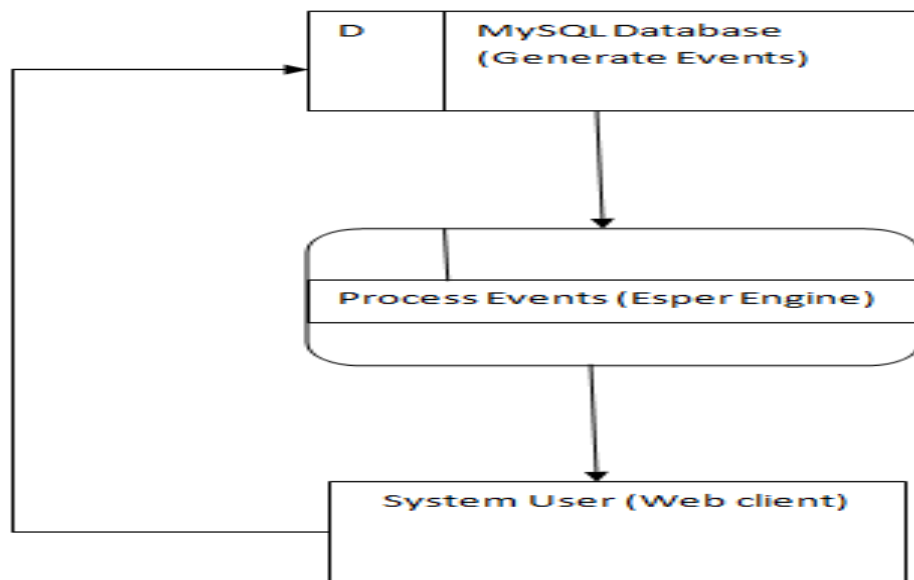 D
MySQL Database
(Generate Events)
Process Events (Esper Engine)
System User (Web client)